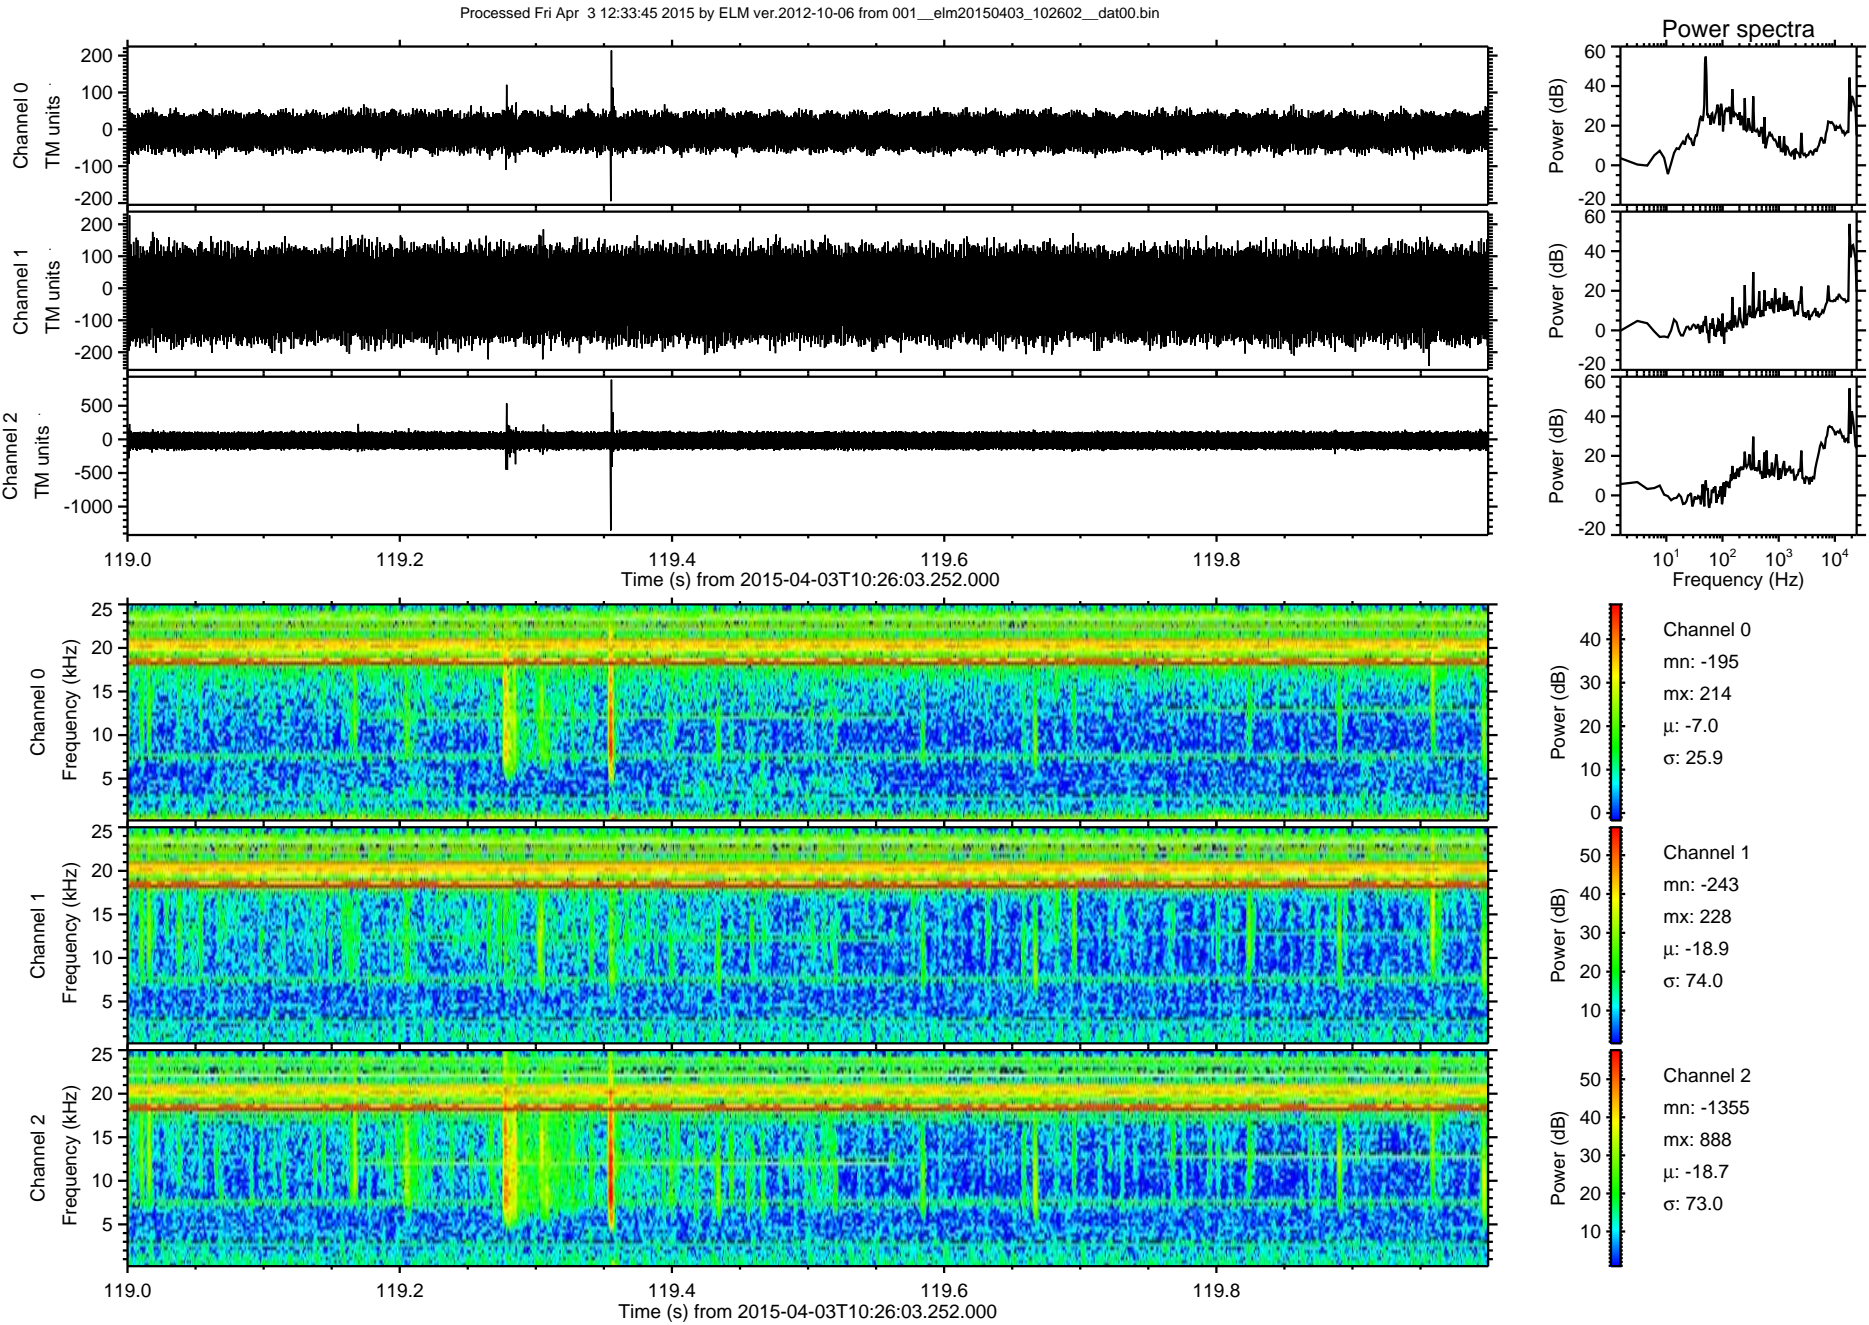 Processed Fri Apr  3 12:33:45 2015 by ELM ver.2012-10-06 from 001__elm20150403_102602__dat00.bin
Power spectra
Channel 0
TM units
200
100
0
-100
-200
Power (dB)
60
40
20
0
-20
Channel 1
TM units
200
100
0
-100
-200
Power (dB)
60
40
20
0
-20
Channel 2
TM units
500
0
-500
-1000
Power (dB)
60
40
20
0
-20
119.0 119.2 119.4 119.6 119.8
Time (s) from 2015-04-03T10:26:03.252.000
10¹ 10² 10³ 10⁴
Frequency (Hz)
Channel 0
Frequency (kHz)
25
20
15
10
5
Power (dB)
40
30
20
10
0
Channel 0
mn: -195
mx: 214
μ: -7.0
σ: 25.9
Channel 1
Frequency (kHz)
25
20
15
10
5
Power (dB)
50
40
30
20
10
Channel 1
mn: -243
mx: 228
μ: -18.9
σ: 74.0
Channel 2
Frequency (kHz)
25
20
15
10
5
Power (dB)
50
40
30
20
10
Channel 2
mn: -1355
mx: 888
μ: -18.7
σ: 73.0
119.0 119.2 119.4 119.6 119.8
Time (s) from 2015-04-03T10:26:03.252.000